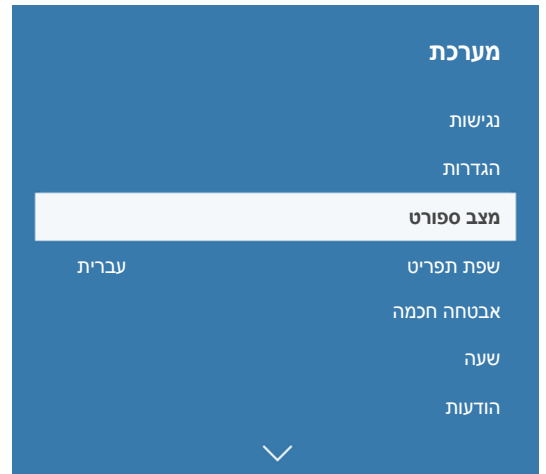 מערכת
נגישות
הגדרות
מצב ספורט
שפת תפריט עברית
אבטחה חכמה
שעה
הודעות